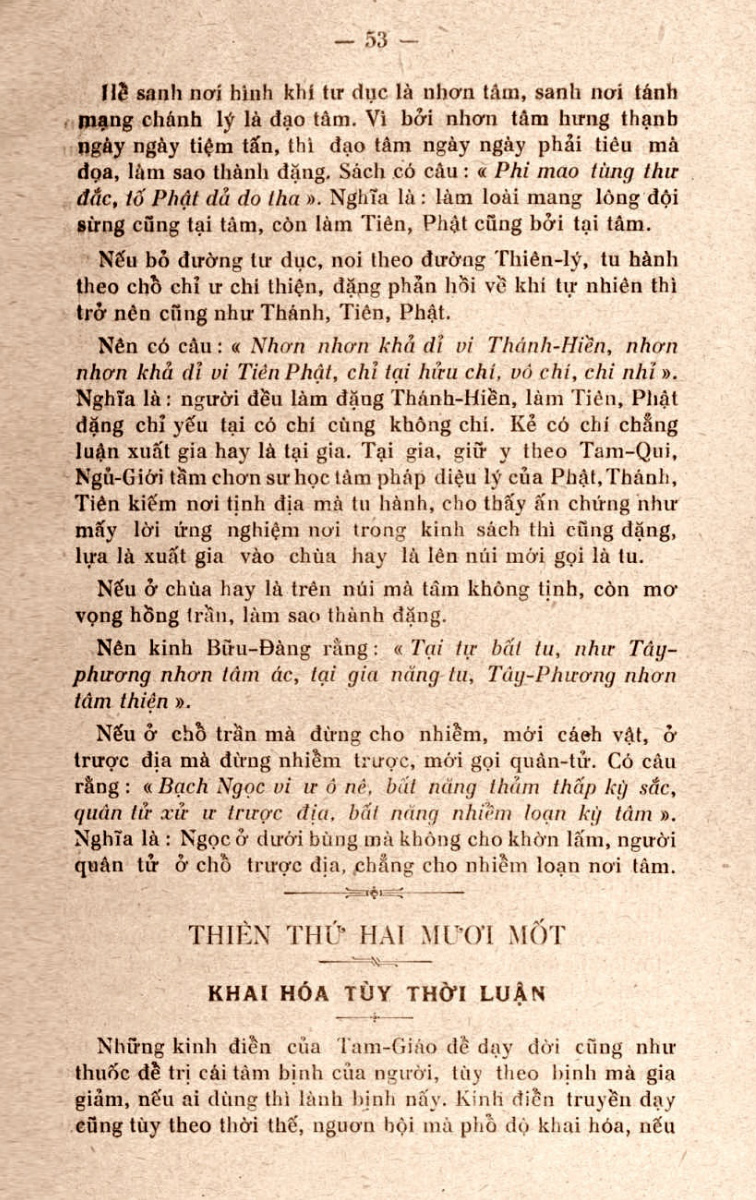 — 53 —
Hễ sanh nơi hình khí tư dục là nhơn tâm, sanh nơi tánh
mạng chánh lý là đạo tâm. Vì bởi nhơn tâm hưng thạnh
ngày ngày tiệm tấn, thì đạo tâm ngày ngày phải tiêu mà
đọa, làm sao thành đặng. Sách có câu : « Phi mao tùng thư
đắc, tố Phật dả do tha ». Nghĩa là : làm loài mang lông đội
sừng cũng tại tâm, còn làm Tiên, Phật cũng bởi tại tâm.
Nếu bỏ đường tư dục, noi theo đường Thiên-lý, tu hành
theo chổ chỉ ư chí thiện, đặng phản hồi về khí tự nhiên thì
trở nên cũng như Thánh, Tiên, Phật.
Nên có câu : « Nhơn nhơn khả dỉ vi Thánh-Hiền, nhơn
nhơn khả dỉ vi Tiên Phật, chỉ tại hửu chí, vô chí, chi nhỉ ».
Nghĩa là : người đều làm đặng Thánh-Hiền, làm Tiên, Phật
đặng chỉ yếu tại có chí cùng không chí. Kẻ có chí chẳng
luận xuất gia hay là tại gia. Tại gia, giữ y theo Tam-Qui,
Ngủ-Giới tầm chơn sư học tâm pháp diệu lý của Phật, Thánh,
Tiên kiếm nơi tịnh địa mà tu hành, cho thấy ấn chứng như
mấy lời ứng nghiệm nơi trong kinh sách thì cũng đặng,
lựa là xuất gia vào chùa hay là lên núi mới gọi là tu.
Nếu ở chùa hay là trên núi mà tâm không tịnh, còn mơ
vọng hồng trần, làm sao thành đặng.
Nên kinh Bữu-Đàng rằng : « Tại tự bất tu, như Tây-
phương nhơn tâm ác, tại gia năng tu, Tây-Phương nhơn
tâm thiện ».
Nếu ở chổ trần mà đừng cho nhiễm, mới cách vật, ở
trược địa mà đừng nhiễm trược, mới gọi quân-tử. Có câu
rằng : « Bạch Ngọc vi ư ô nê, bất năng thảm thấp kỳ sắc,
quân tử xử ư trược địa, bất năng nhiễm loạn kỳ tâm ».
Nghĩa là : Ngọc ở dưới bùng mà không cho khờn lấm, người
quân tử ở chổ trược địa, chẳng cho nhiễm loạn nơi tâm.
THIÊN THỨ HAI MƯƠI MỐT
KHAI HÓA TÙY THỜI LUẬN
Những kinh điển của Tam-Giáo để dạy đời cũng như
thuốc để trị cái tâm bịnh của người, tùy theo bịnh mà gia
giảm, nếu ai dùng thì lành bịnh nấy. Kinh điển truyền dạy
cũng tùy theo thời thế, nguơn hội mà phổ độ khai hóa, nếu